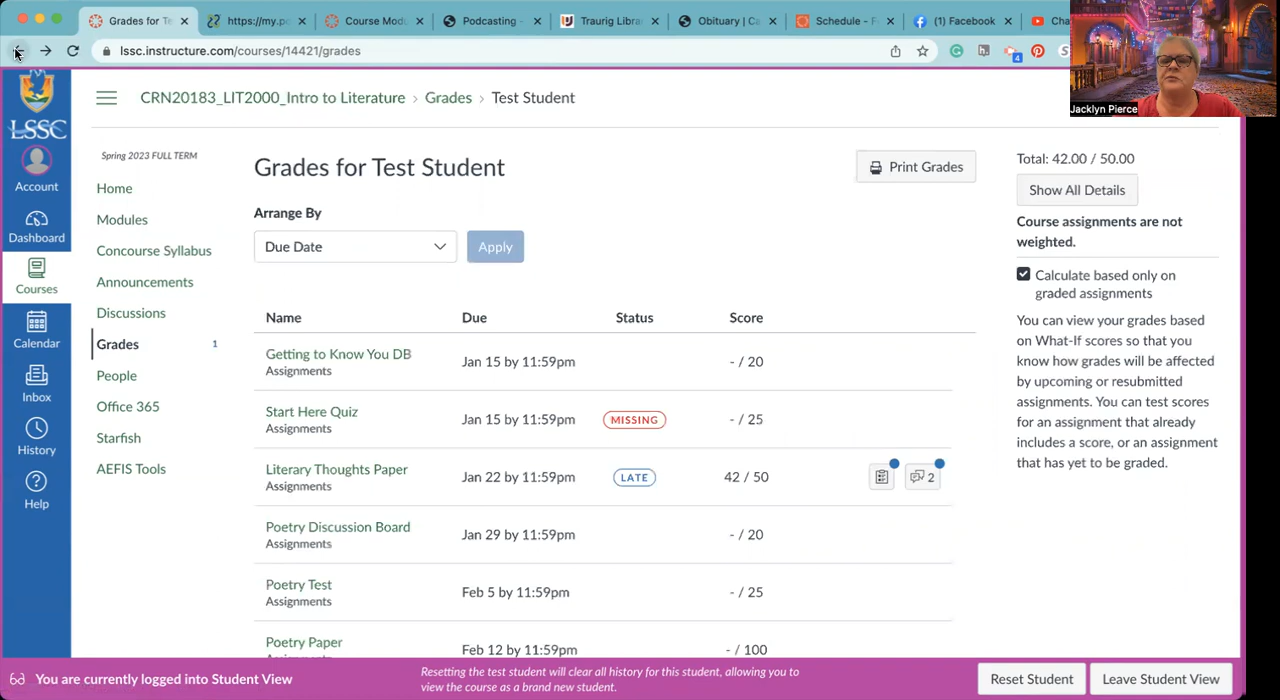 Grades for Te
https://my.p
Course Modu
Podcasting -
Traurig Libra
Obituary | Ca
Schedule - F
(1) Facebook
Cha
lssc.instructure.com/courses/14421/grades
4
Jacklyn Pierce
LSSC
Account
Dashboard
Courses
Calendar
Inbox
History
Help
CRN20183_LIT2000_Intro to Literature › Grades › Test Student
Spring 2023 FULL TERM
Home
Modules
Concourse Syllabus
Announcements
Discussions
Grades 1
People
Office 365
Starfish
AEFIS Tools
Grades for Test Student
Print Grades
Arrange By
Due Date
Apply
Name Due Status Score
Getting to Know You DB Jan 15 by 11:59pm - / 20
Assignments
Start Here Quiz Jan 15 by 11:59pm MISSING - / 25
Assignments
Literary Thoughts Paper Jan 22 by 11:59pm LATE 42 / 50 2
Assignments
Poetry Discussion Board Jan 29 by 11:59pm - / 20
Assignments
Poetry Test Feb 5 by 11:59pm - / 25
Assignments
Poetry Paper Feb 12 by 11:59pm - / 100
Total: 42.00 / 50.00
Show All Details
Course assignments are not
weighted.
Calculate based only on
graded assignments
You can view your grades based
on What-If scores so that you
know how grades will be affected
by upcoming or resubmitted
assignments. You can test scores
for an assignment that already
includes a score, or an assignment
that has yet to be graded.
You are currently logged into Student View
Resetting the test student will clear all history for this student, allowing you to
view the course as a brand new student.
Reset Student
Leave Student View